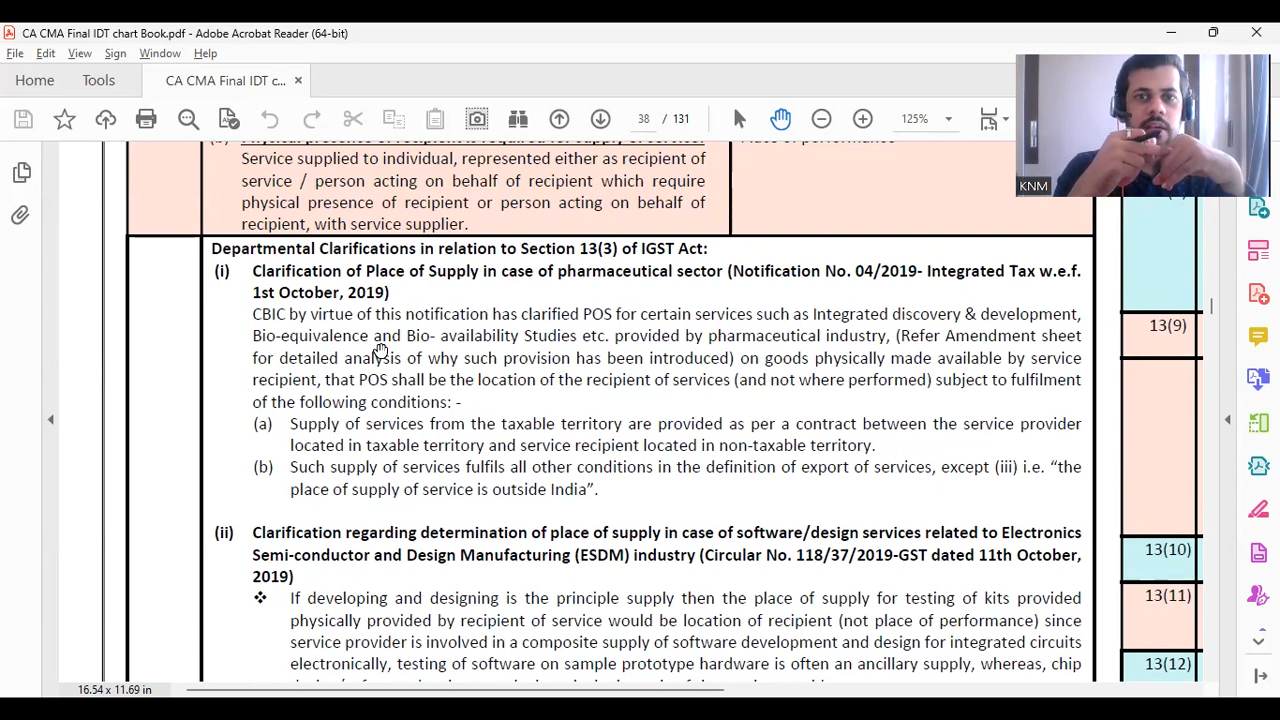 CA CMA Final IDT chart Book.pdf - Adobe Acrobat Reader (64-bit)
File Edit View Sign Window Help
Home Tools CA CMA Final IDT c... ×
38 / 131 125%
KNM
Service supplied to individual, represented either as recipient of
service / person acting on behalf of recipient which require
physical presence of recipient or person acting on behalf of
recipient, with service supplier.
Departmental Clarifications in relation to Section 13(3) of IGST Act:
(i) Clarification of Place of Supply in case of pharmaceutical sector (Notification No. 04/2019- Integrated Tax w.e.f.
1st October, 2019)
CBIC by virtue of this notification has clarified POS for certain services such as Integrated discovery & development,
Bio-equivalence and Bio- availability Studies etc. provided by pharmaceutical industry, (Refer Amendment sheet
for detailed analysis of why such provision has been introduced) on goods physically made available by service
recipient, that POS shall be the location of the recipient of services (and not where performed) subject to fulfilment
of the following conditions: -
(a) Supply of services from the taxable territory are provided as per a contract between the service provider
located in taxable territory and service recipient located in non-taxable territory.
(b) Such supply of services fulfils all other conditions in the definition of export of services, except (iii) i.e. “the
place of supply of service is outside India”.
(ii) Clarification regarding determination of place of supply in case of software/design services related to Electronics
Semi-conductor and Design Manufacturing (ESDM) industry (Circular No. 118/37/2019-GST dated 11th October,
2019)
❖ If developing and designing is the principle supply then the place of supply for testing of kits provided
physically provided by recipient of service would be location of recipient (not place of performance) since
service provider is involved in a composite supply of software development and design for integrated circuits
electronically, testing of software on sample prototype hardware is often an ancillary supply, whereas, chip
13(9)
13(10)
13(11)
13(12)
16.54 × 11.69 in